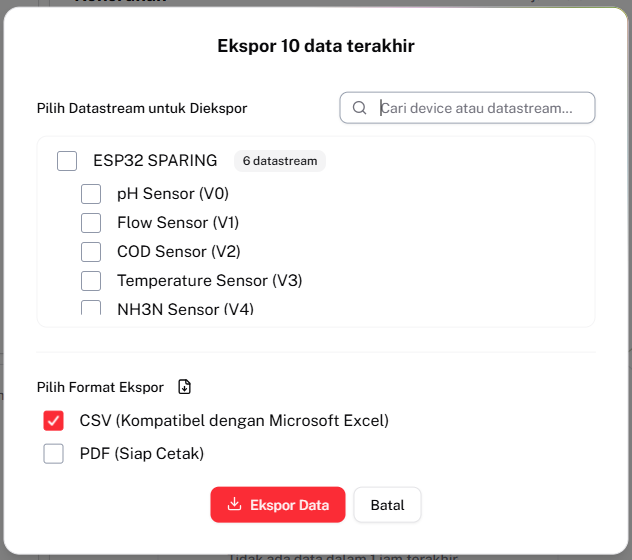 Ekspor 10 data terakhir
Pilih Datastream untuk Diekspor
Cari device atau datastream...
ESP32 SPARING 6 datastream
pH Sensor (V0)
Flow Sensor (V1)
COD Sensor (V2)
Temperature Sensor (V3)
NH3N Sensor (V4)
Pilih Format Ekspor
CSV (Kompatibel dengan Microsoft Excel)
PDF (Siap Cetak)
Ekspor Data
Batal
Tidak ada data dalam 1 jam terakhir